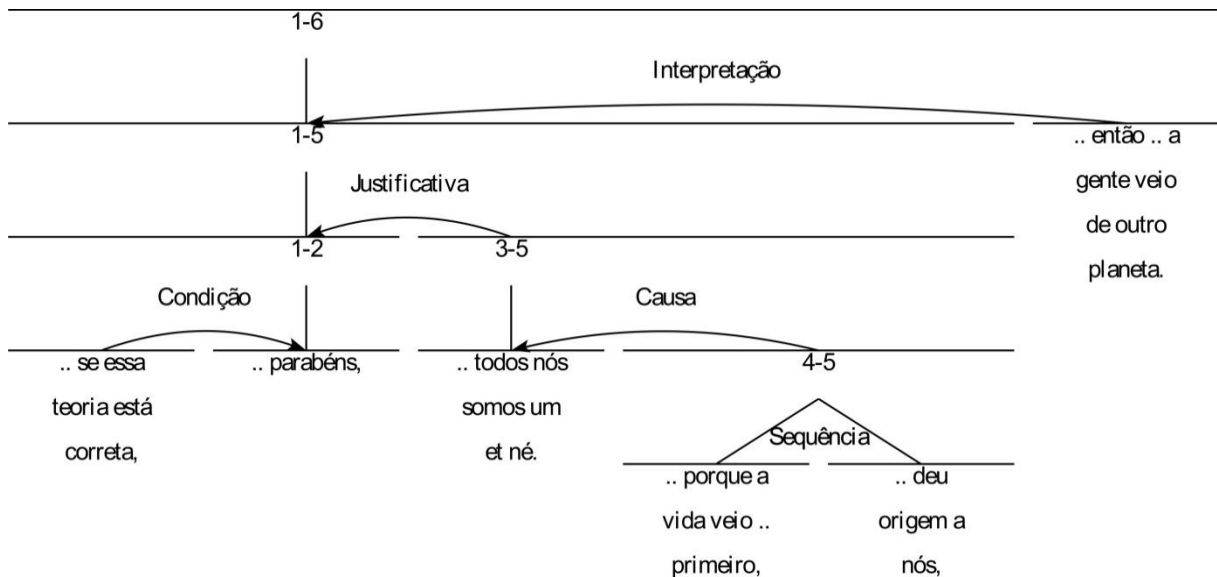 1-6
Interpretação
1-5
.. então .. a
gente veio
de outro
planeta.
Justificativa
1-2
3-5
Condição
Causa
.. se essa
teoria está
correta,
.. parabéns,
.. todos nós
somos um
et né.
4-5
Sequência
.. porque a
vida veio ..
primeiro,
.. deu
origem a
nós,